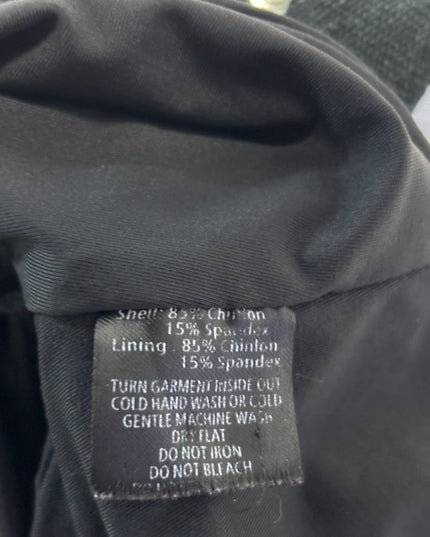 Shell: 85% Chinlon
15% Spandex
Lining : 85% Chinlon
15% Spandex
TURN GARMENT INSIDE OUT
COLD HAND WASH OR COLD
GENTLE MACHINE WASH
DRY FLAT
DO NOT IRON
DO NOT BLEACH